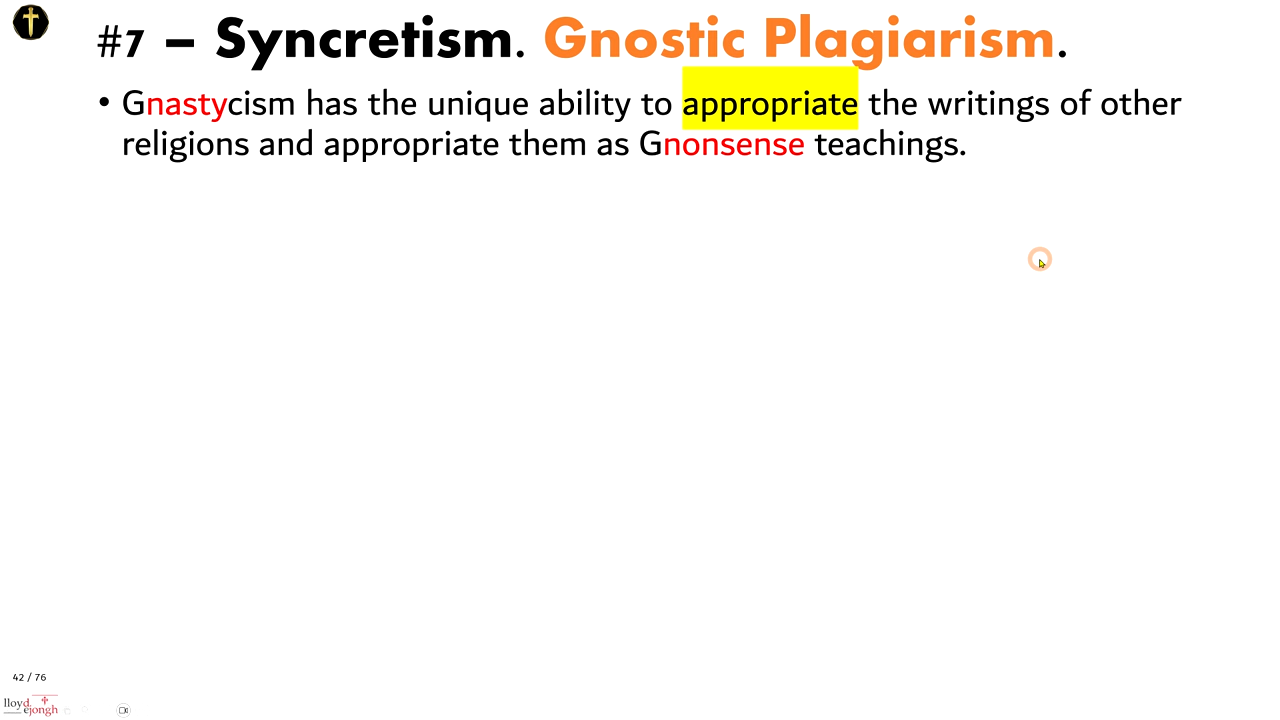 #7 – Syncretism. Gnostic Plagiarism.
• Gnastycism has the unique ability to appropriate the writings of other
religions and appropriate them as Gnonsense teachings.
42 / 76
lloyd
ejongh